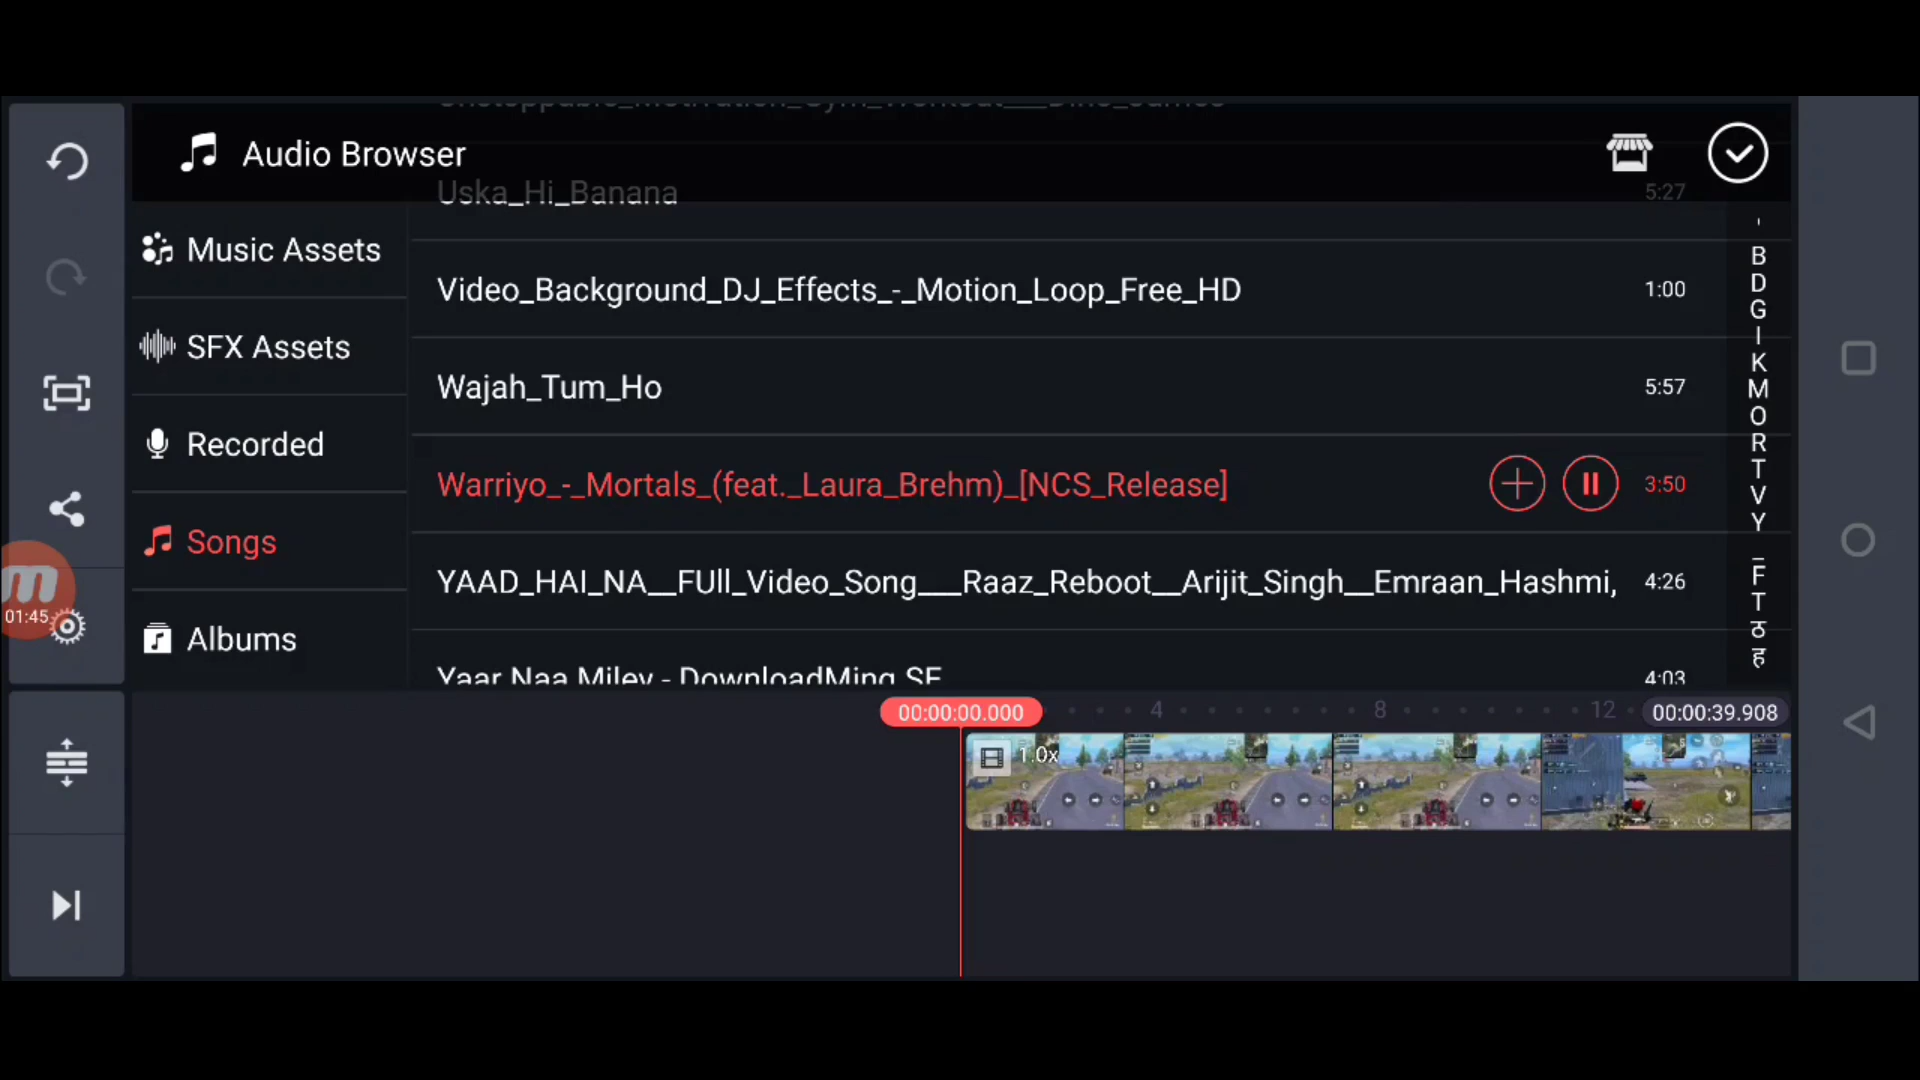 Audio Browser
Uska_Hi_Banana 5:27
Music Assets
SFX Assets
Recorded
Songs
Albums
Video_Background_DJ_Effects_-_Motion_Loop_Free_HD 1:00
Wajah_Tum_Ho 5:57
Warriyo_-_Mortals_(feat._Laura_Brehm)_[NCS_Release] 3:50
YAAD_HAI_NA__FUll_Video_Song___Raaz_Reboot__Arijit_Singh__Emraan_Hashmi, 4:26
Yaar Naa Miley - DownloadMing.SE 4:03
'
B
D
G
I
K
M
O
R
T
V
Y
_
F
T
ठ
ह
01:45
00:00:00.000 4 8 12 00:00:39.908
1.0x